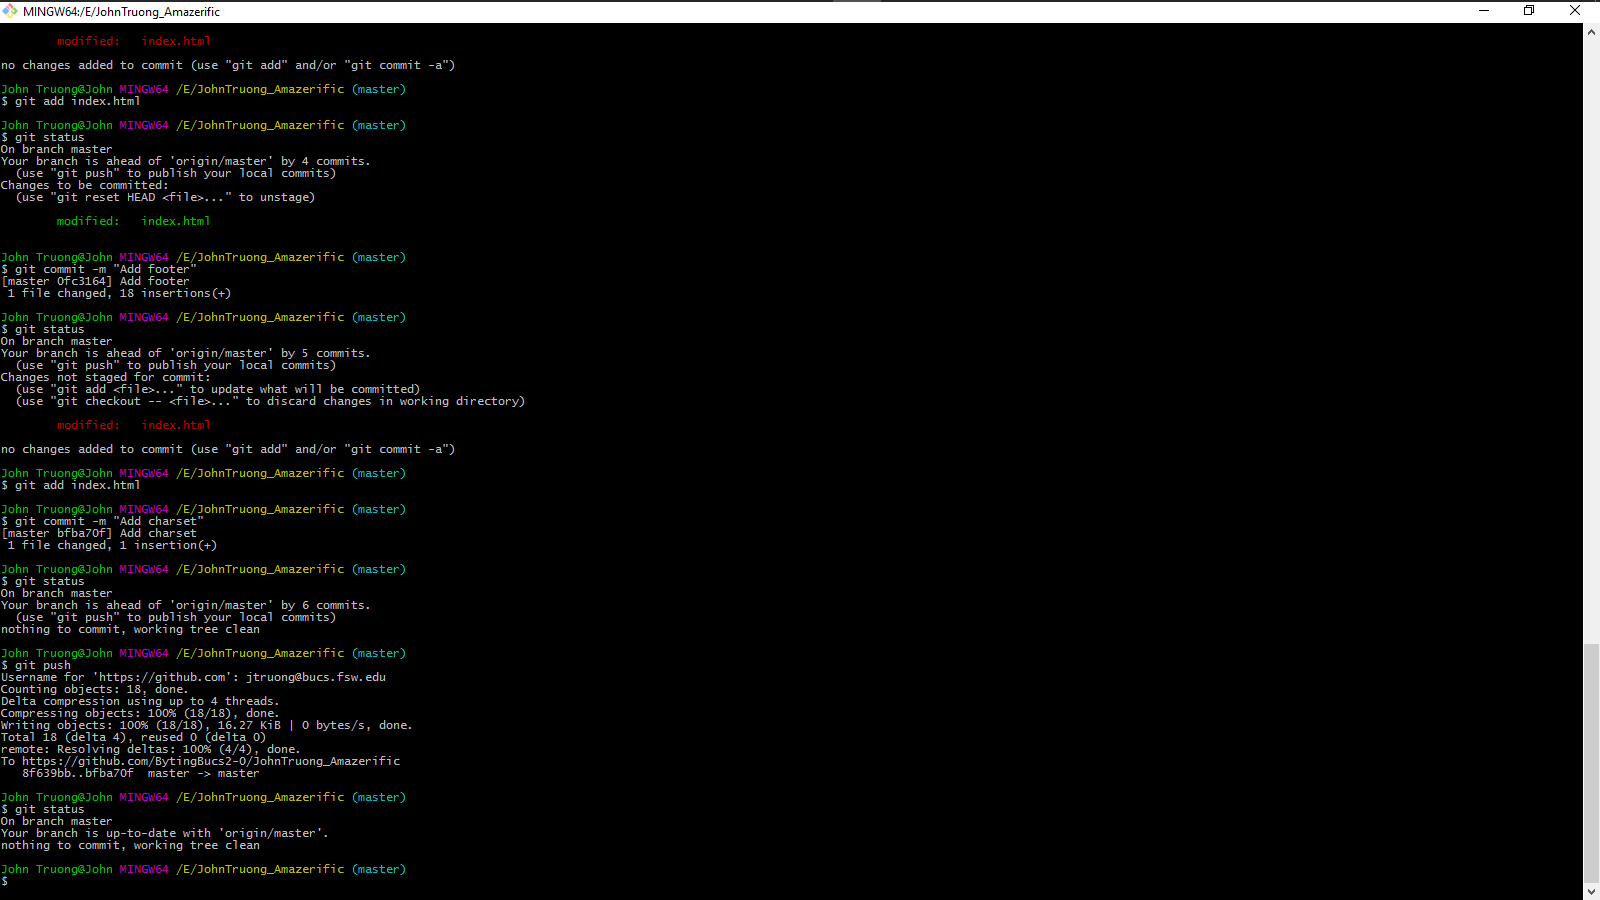 MINGW64:/E/JohnTruong_Amazerific
modified: index.html
no changes added to commit (use "git add" and/or "git commit -a")
John Truong@John MINGW64 /E/JohnTruong_Amazerific (master)
$ git add index.html
John Truong@John MINGW64 /E/JohnTruong_Amazerific (master)
$ git status
On branch master
Your branch is ahead of 'origin/master' by 4 commits.
(use "git push" to publish your local commits)
Changes to be committed:
(use "git reset HEAD <file>..." to unstage)
modified: index.html
John Truong@John MINGW64 /E/JohnTruong_Amazerific (master)
$ git commit -m "Add footer"
[master 0fc3164] Add footer
1 file changed, 18 insertions(+)
John Truong@John MINGW64 /E/JohnTruong_Amazerific (master)
$ git status
On branch master
Your branch is ahead of 'origin/master' by 5 commits.
(use "git push" to publish your local commits)
Changes not staged for commit:
(use "git add <file>..." to update what will be committed)
(use "git checkout -- <file>..." to discard changes in working directory)
modified: index.html
no changes added to commit (use "git add" and/or "git commit -a")
John Truong@John MINGW64 /E/JohnTruong_Amazerific (master)
$ git add index.html
John Truong@John MINGW64 /E/JohnTruong_Amazerific (master)
$ git commit -m "Add charset"
[master bfba70f] Add charset
1 file changed, 1 insertion(+)
John Truong@John MINGW64 /E/JohnTruong_Amazerific (master)
$ git status
On branch master
Your branch is ahead of 'origin/master' by 6 commits.
(use "git push" to publish your local commits)
nothing to commit, working tree clean
John Truong@John MINGW64 /E/JohnTruong_Amazerific (master)
$ git push
Username for 'https://github.com': jtruong@bucs.fsw.edu
Counting objects: 18, done.
Delta compression using up to 4 threads.
Compressing objects: 100% (18/18), done.
Writing objects: 100% (18/18), 16.27 KiB | 0 bytes/s, done.
Total 18 (delta 4), reused 0 (delta 0)
remote: Resolving deltas: 100% (4/4), done.
To https://github.com/BytingBucs2-0/JohnTruong_Amazerific
8f639bb..bfba70f master -> master
John Truong@John MINGW64 /E/JohnTruong_Amazerific (master)
$ git status
On branch master
Your branch is up-to-date with 'origin/master'.
nothing to commit, working tree clean
John Truong@John MINGW64 /E/JohnTruong_Amazerific (master)
$